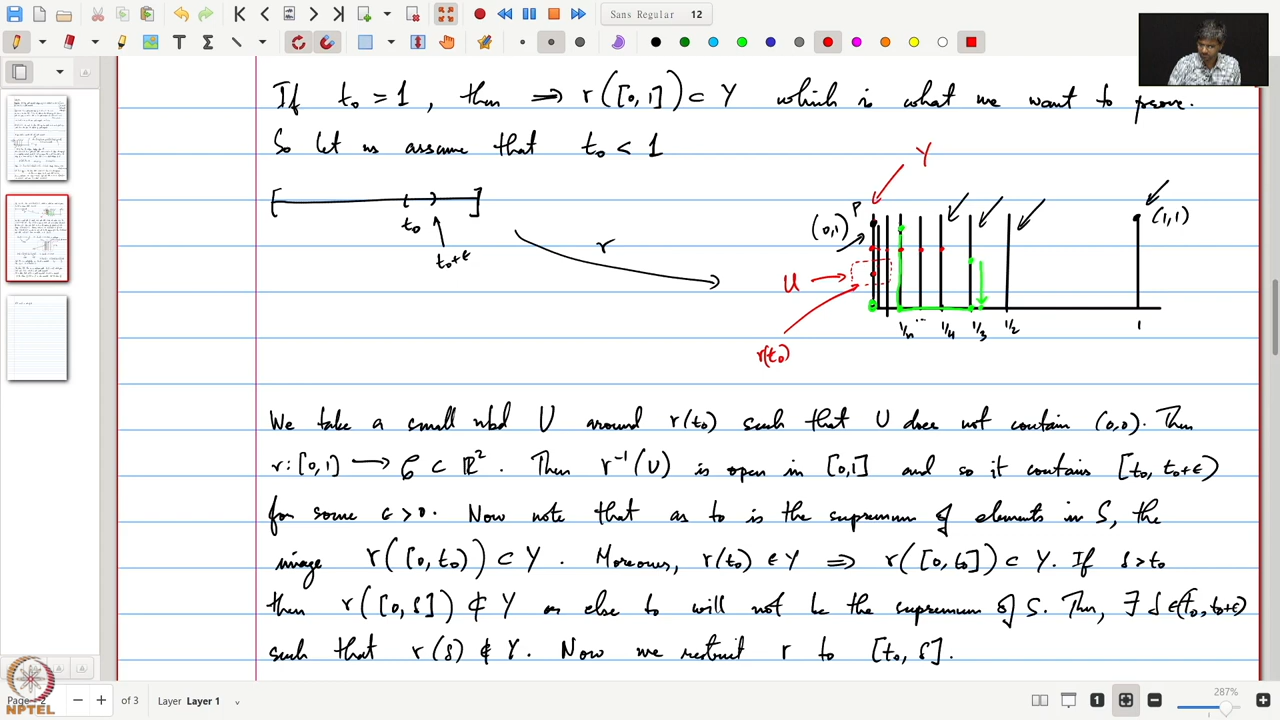 Sans Regular 12
If t₀ = 1, then ⇒ r([0,1]) ⊂ Y which is what we want to prove.
So let us assume that t₀ < 1
Y
P
(0,1)
(1,1)
[ ( ) ]
t₀
t₀+ϵ
r
U
r(t₀)
1/n ... 1/4 1/3 1/2 1
We take a small nbd U around r(t₀) such that U does not contain (0,0). Then
r : [0,1] → C ⊂ ℝ². Then r⁻¹(U) is open in [0,1] and so it contains [t₀, t₀+ϵ)
for some ϵ>0. Now note that as t₀ is the supremum of elements in S, the
image r([0,t₀)) ⊂ Y. Moreover, r(t₀) ∈ Y ⇒ r([0,t₀]) ⊂ Y. If δ>t₀
then r([0,δ]) ⊄ Y as else t₀ will not be the supremum of S. Thus, ∃ δ ∈(t₀,t₀+ϵ)
such that r(δ) ∉ Y. Now we restrict r to [t₀, δ].
NPTEL
Page 2 of 3 Layer Layer 1
287%